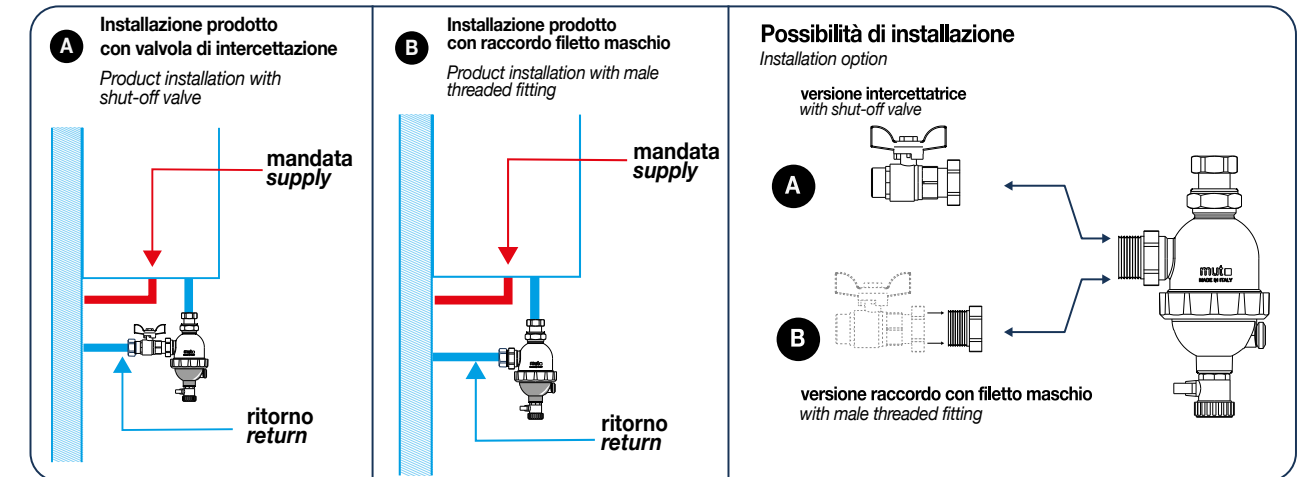 A
Installazione prodotto
con valvola di intercettazione
Product installation with
shut-off valve
mandata
supply
ritorno
return
B
Installazione prodotto
con raccordo filetto maschio
Product installation with male
threaded fitting
mandata
supply
ritorno
return
Possibilità di installazione
Installation option
versione intercettatrice
with shut-off valve
A
B
versione raccordo con filetto maschio
with male threaded fitting
mut
MADE IN ITALY